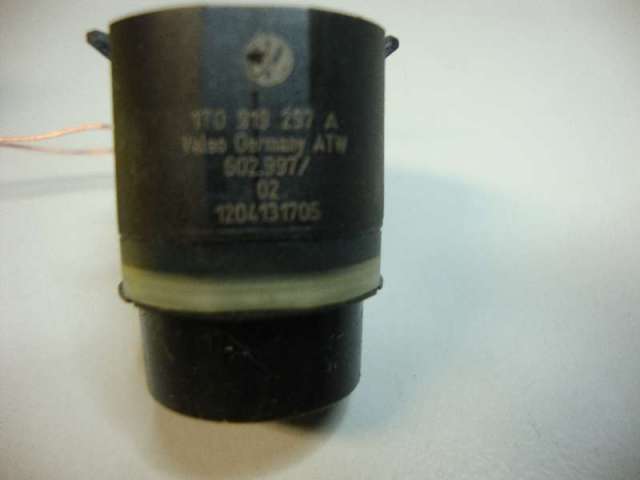 1T0 919 297 A
Valeo Germany ATW
602.997/
02
1204131705